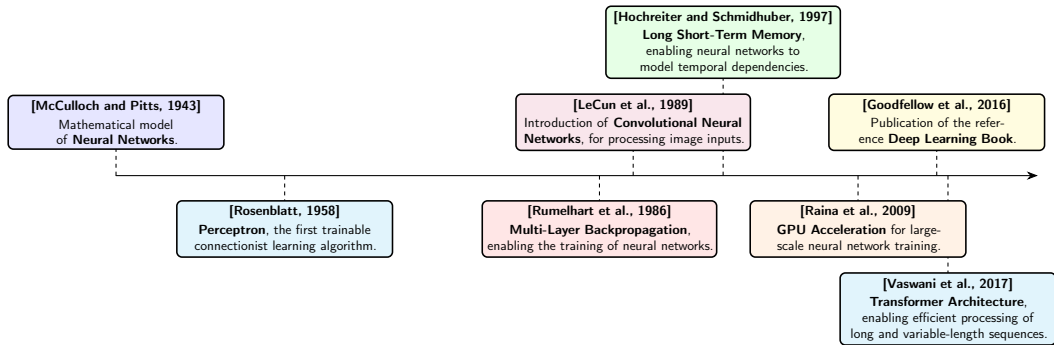 [Hochreiter and Schmidhuber, 1997]
Long Short-Term Memory,
enabling neural networks to
model temporal dependencies.
[McCulloch and Pitts, 1943]
Mathematical model
of Neural Networks.
[LeCun et al., 1989]
Introduction of Convolutional Neural
Networks, for processing image inputs.
[Goodfellow et al., 2016]
Publication of the refer-
ence Deep Learning Book.
[Rosenblatt, 1958]
Perceptron, the first trainable
connectionist learning algorithm.
[Rumelhart et al., 1986]
Multi-Layer Backpropagation,
enabling the training of neural networks.
[Raina et al., 2009]
GPU Acceleration for large-
scale neural network training.
[Vaswani et al., 2017]
Transformer Architecture,
enabling efficient processing of
long and variable-length sequences.